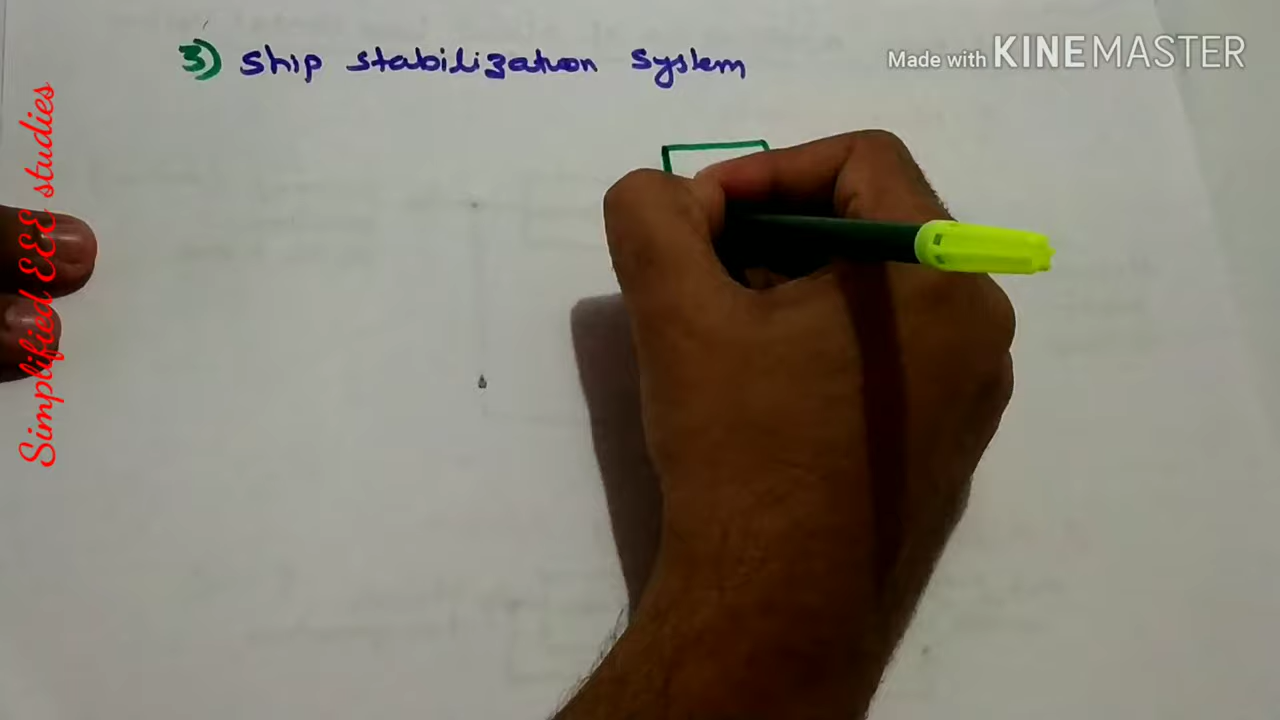 3) Ship stabilization System
Made with KINEMASTER
Simplified EEE studies